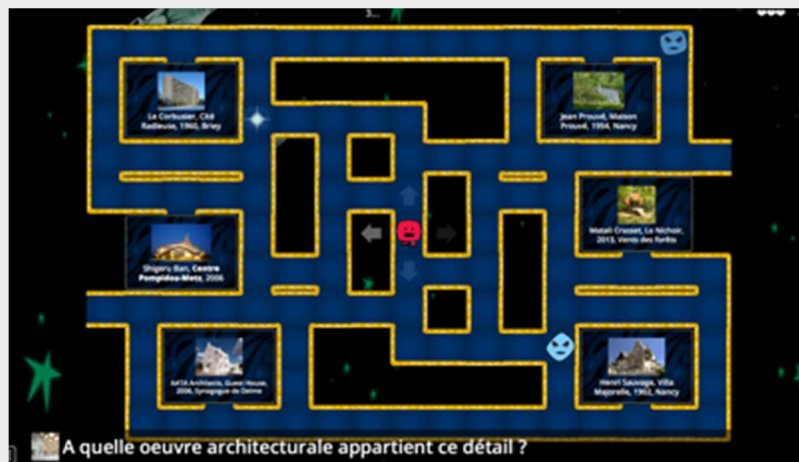 Le Corbusier, Cité
Radieuse, 1960, Briey
Jean Prouvé, Maison
Prouvé, 1954, Nancy
Shigeru Ban, Centre
Pompidou-Metz, 2006
Matali Crasset, Le Nichoir,
2013, Vents des forêts
AATA Architects, Guest House,
2006, Synagogue de Delme
Henri Sauvage, Villa
Majorelle, 1902, Nancy
A quelle oeuvre architecturale appartient ce détail ?